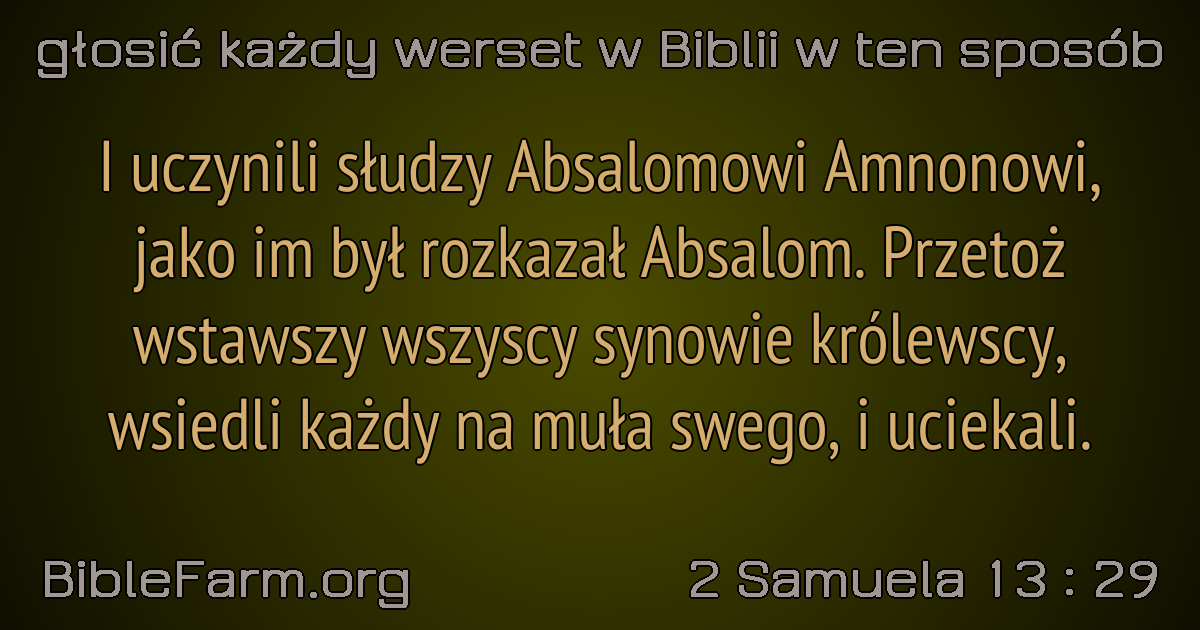 głosić każdy werset w Biblii w ten sposób
I uczynili słudzy Absalomowi Amnonowi,
jako im był rozkazał Absalom. Przetoż
wstawszy wszyscy synowie królewscy,
wsiedli każdy na muła swego, i uciekali.
BibleFarm.org
2 Samuela 13 : 29